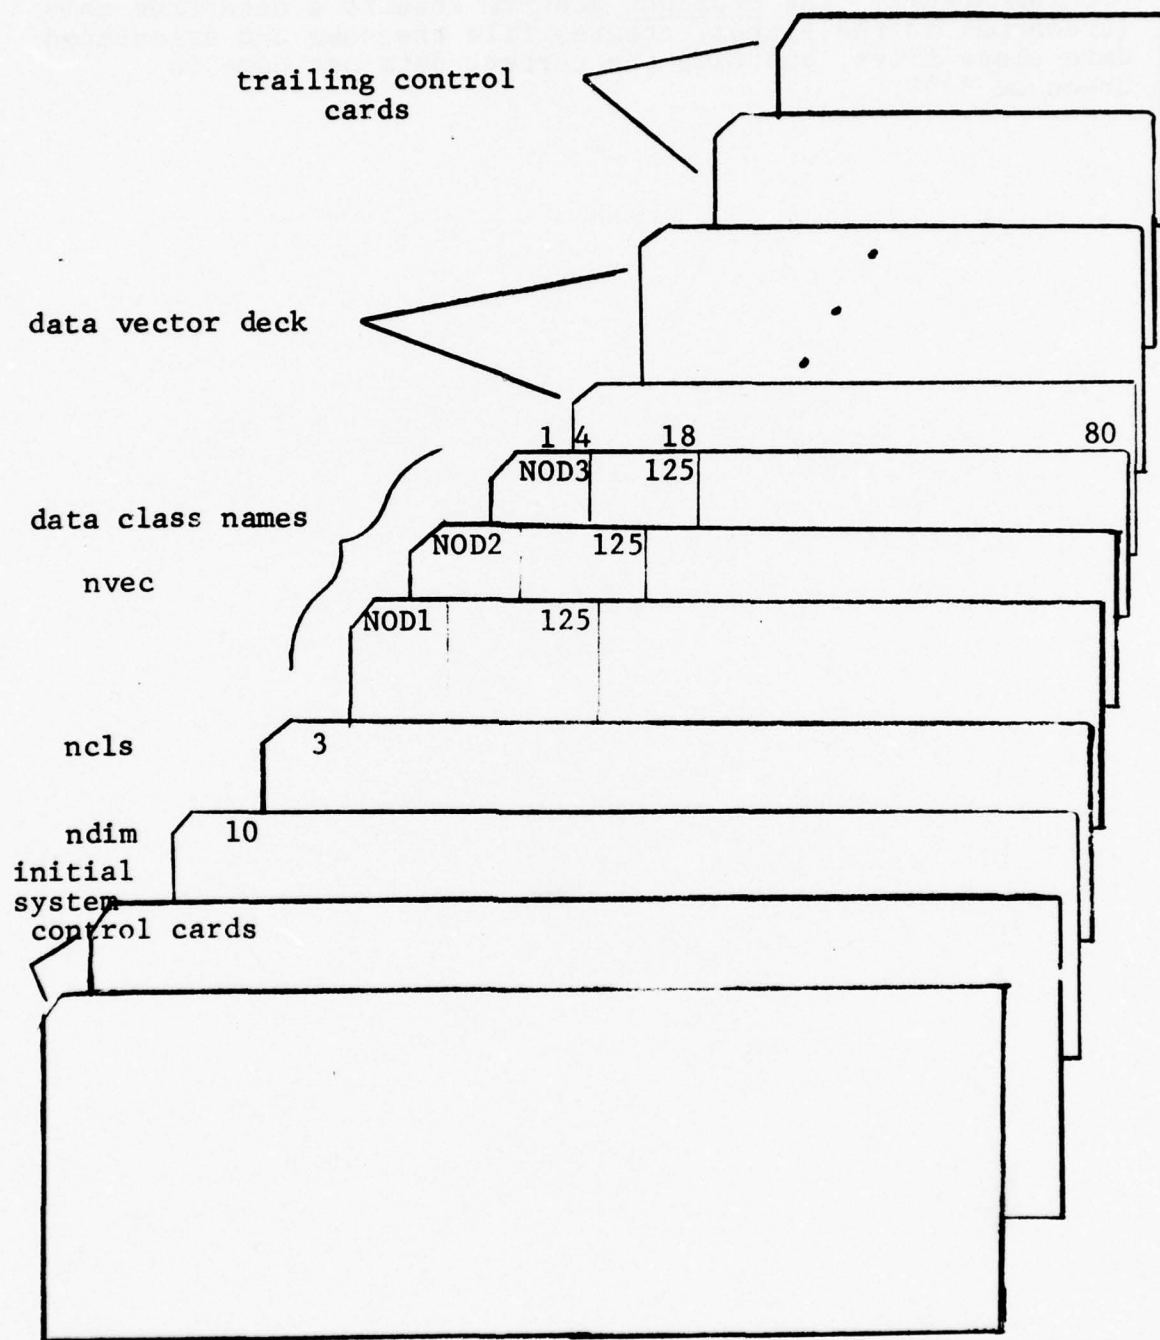 trailing control
cards
data vector deck
1 4 18 80
NOD3 125
data class names
NOD2 125
nvec
NOD1 125
ncls 3
ndim 10
initial
system
control cards